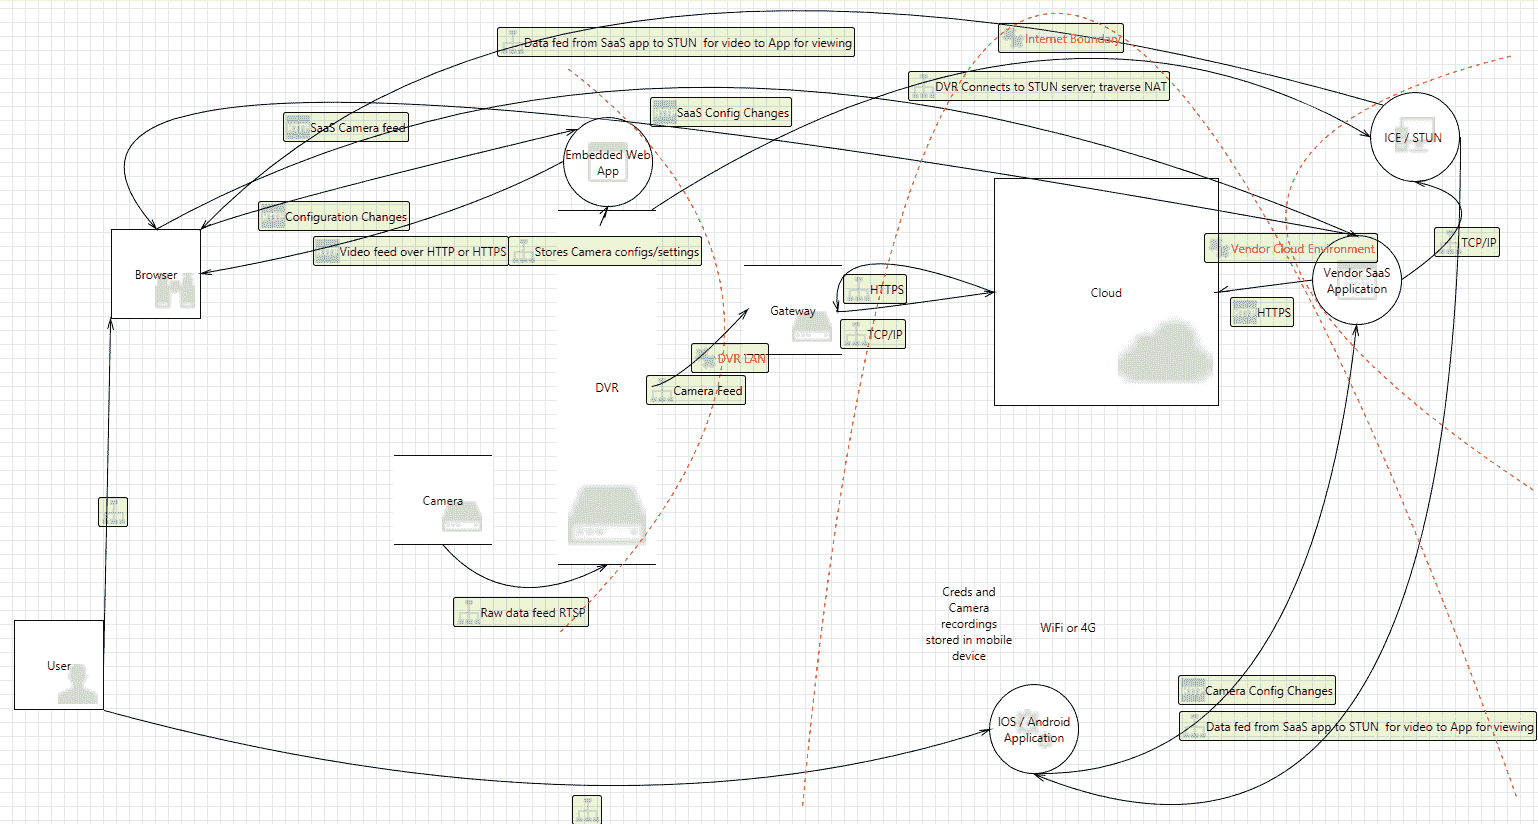 Data fed from SaaS app to STUN  for video to App for viewing
Internet Boundary
DVR Connects to STUN server; traverse NAT
SaaS Config Changes
SaaS Camera feed
ICE / STUN
Embedded Web
App
Configuration Changes
Video feed over HTTP or HTTPS
Stores Camera configs/settings
Vendor Cloud Environment
TCP/IP
Browser
Vendor SaaS
Application
HTTPS
Cloud
Gateway
HTTPS
TCP/IP
DVR LAN
DVR
Camera Feed
Camera
Raw data feed RTSP
Creds and
Camera
recordings
stored in mobile
device
WiFi or 4G
User
Camera Config Changes
IOS / Android
Application
Data fed from SaaS app to STUN  for video to App for viewing